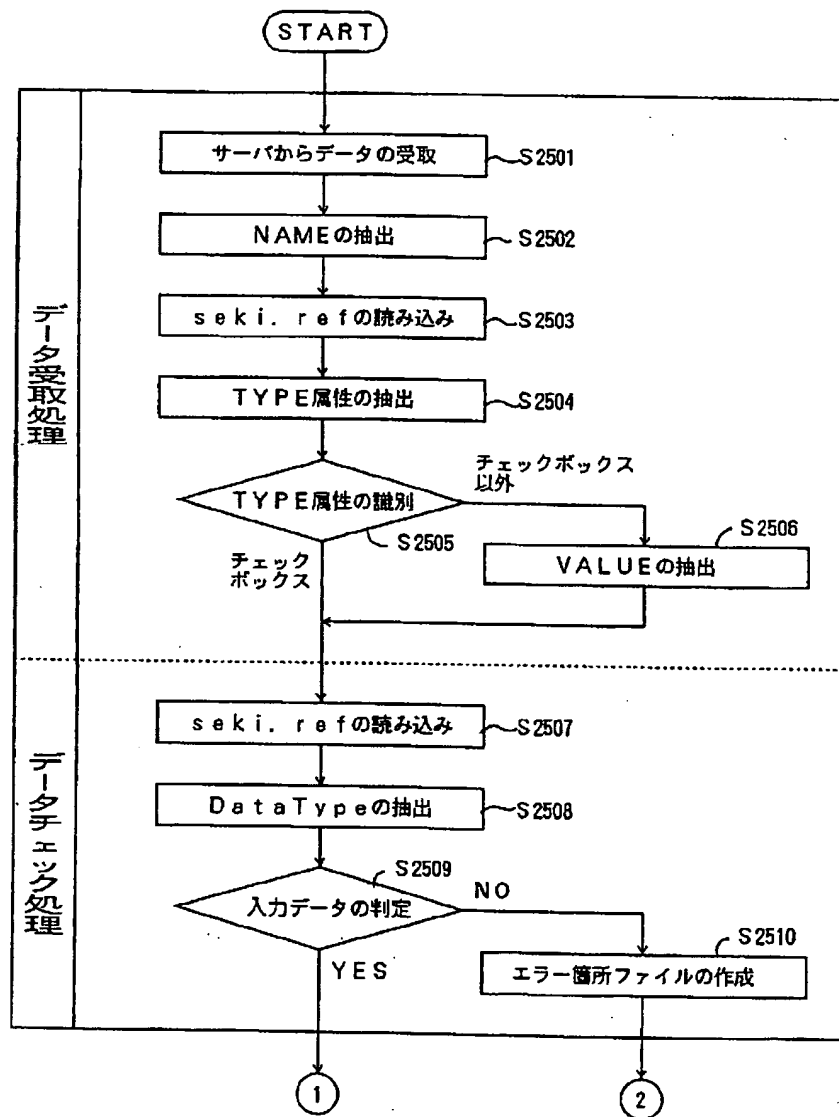 START
データ受取処理
サーバからデータの受取
S2501
NAMEの抽出
S2502
seki. refの読み込み
S2503
TYPE属性の抽出
S2504
TYPE属性の識別
S2505
チェックボックス
以外
チェック
ボックス
S2506
VALUEの抽出
データチェック処理
seki. refの読み込み
S2507
DataTypeの抽出
S2508
S2509
入力データの判定
NO
YES
S2510
エラー箇所ファイルの作成
1
2